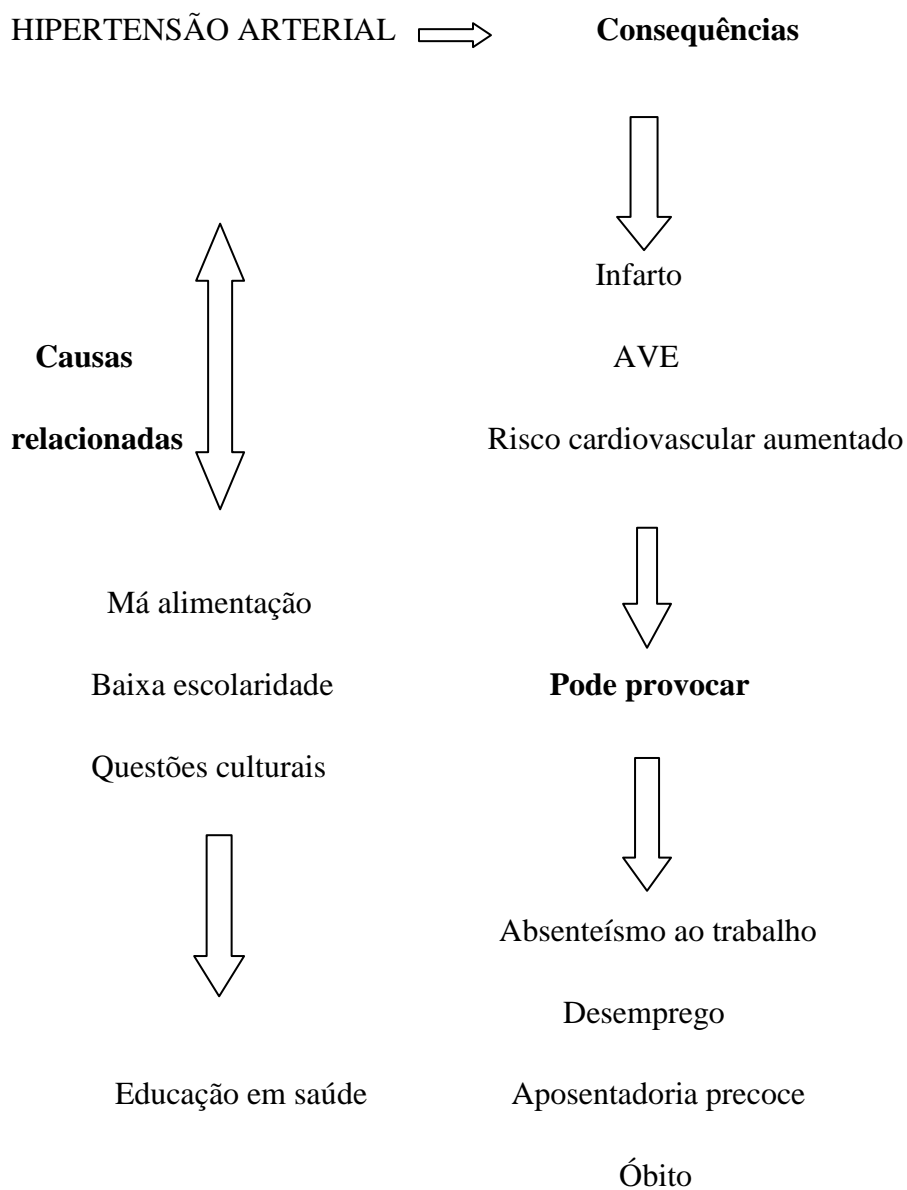 HIPERTENSÃO ARTERIAL
Consequências
Infarto
AVE
Risco cardiovascular aumentado
Causas
relacionadas
Má alimentação
Baixa escolaridade
Questões culturais
Pode provocar
Absenteísmo ao trabalho
Desemprego
Aposentadoria precoce
Óbito
Educação em saúde